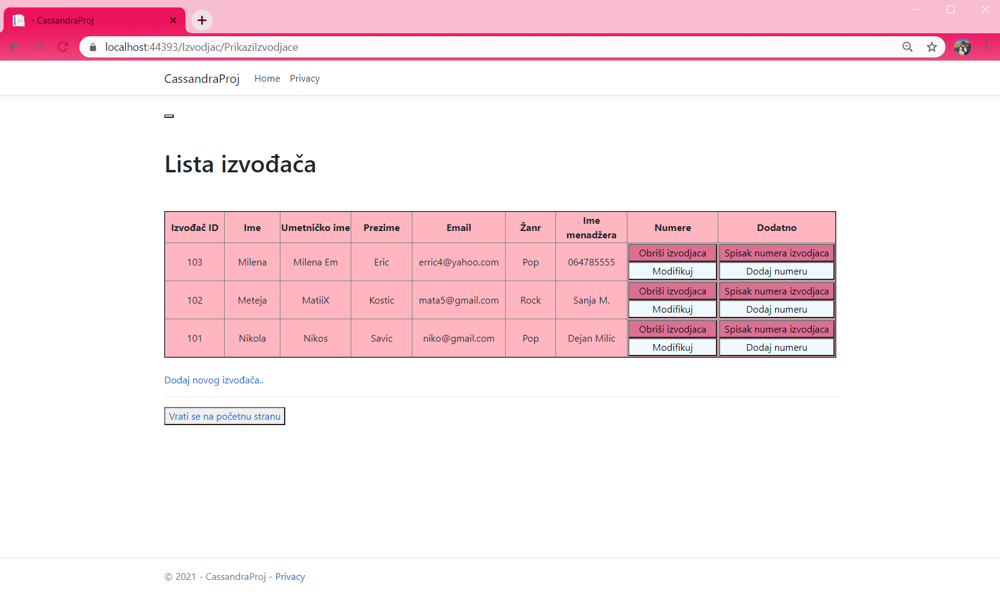 - CassandraProj
localhost:44393/Izvodjac/PrikaziIzvodjace
CassandraProj Home Privacy
Lista izvođača
Izvođač ID Ime Umetničko ime Prezime Email Žanr Ime menadžera Numere Dodatno
103 Milena Milena Em Eric erric4@yahoo.com Pop 064785555 Obriši izvodjaca Spisak numera izvodjaca
Modifikuj Dodaj numeru
102 Meteja MatiiX Kostic mata5@gmail.com Rock Sanja M. Obriši izvodjaca Spisak numera izvodjaca
Modifikuj Dodaj numeru
101 Nikola Nikos Savic niko@gmail.com Pop Dejan Milic Obriši izvodjaca Spisak numera izvodjaca
Modifikuj Dodaj numeru
Dodaj novog izvođača..
Vrati se na početnu stranu
© 2021 - CassandraProj - Privacy